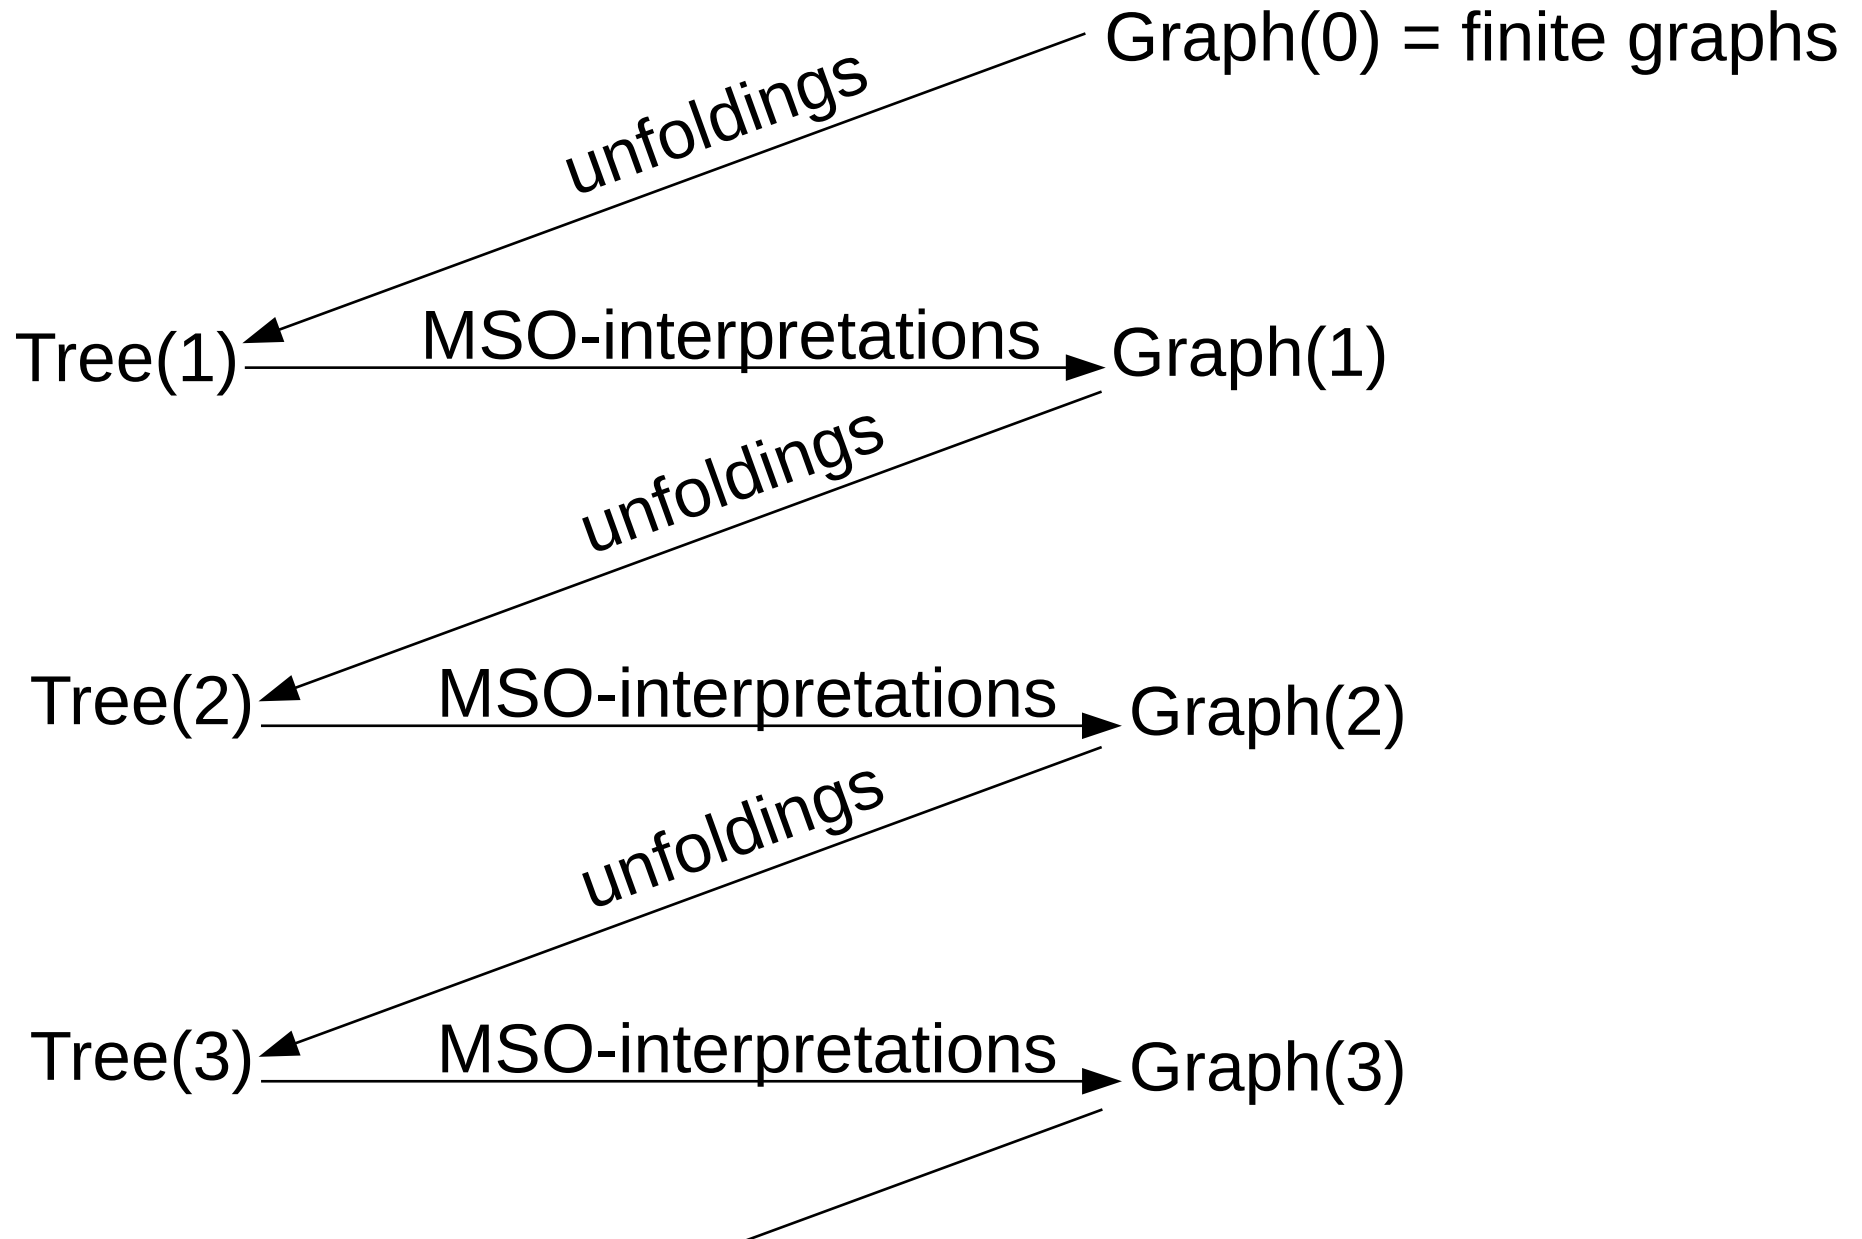 Graph(0) = finite graphs
unfoldings
Tree(1)
MSO-interpretations
Graph(1)
unfoldings
Tree(2)
MSO-interpretations
Graph(2)
unfoldings
Tree(3)
MSO-interpretations
Graph(3)